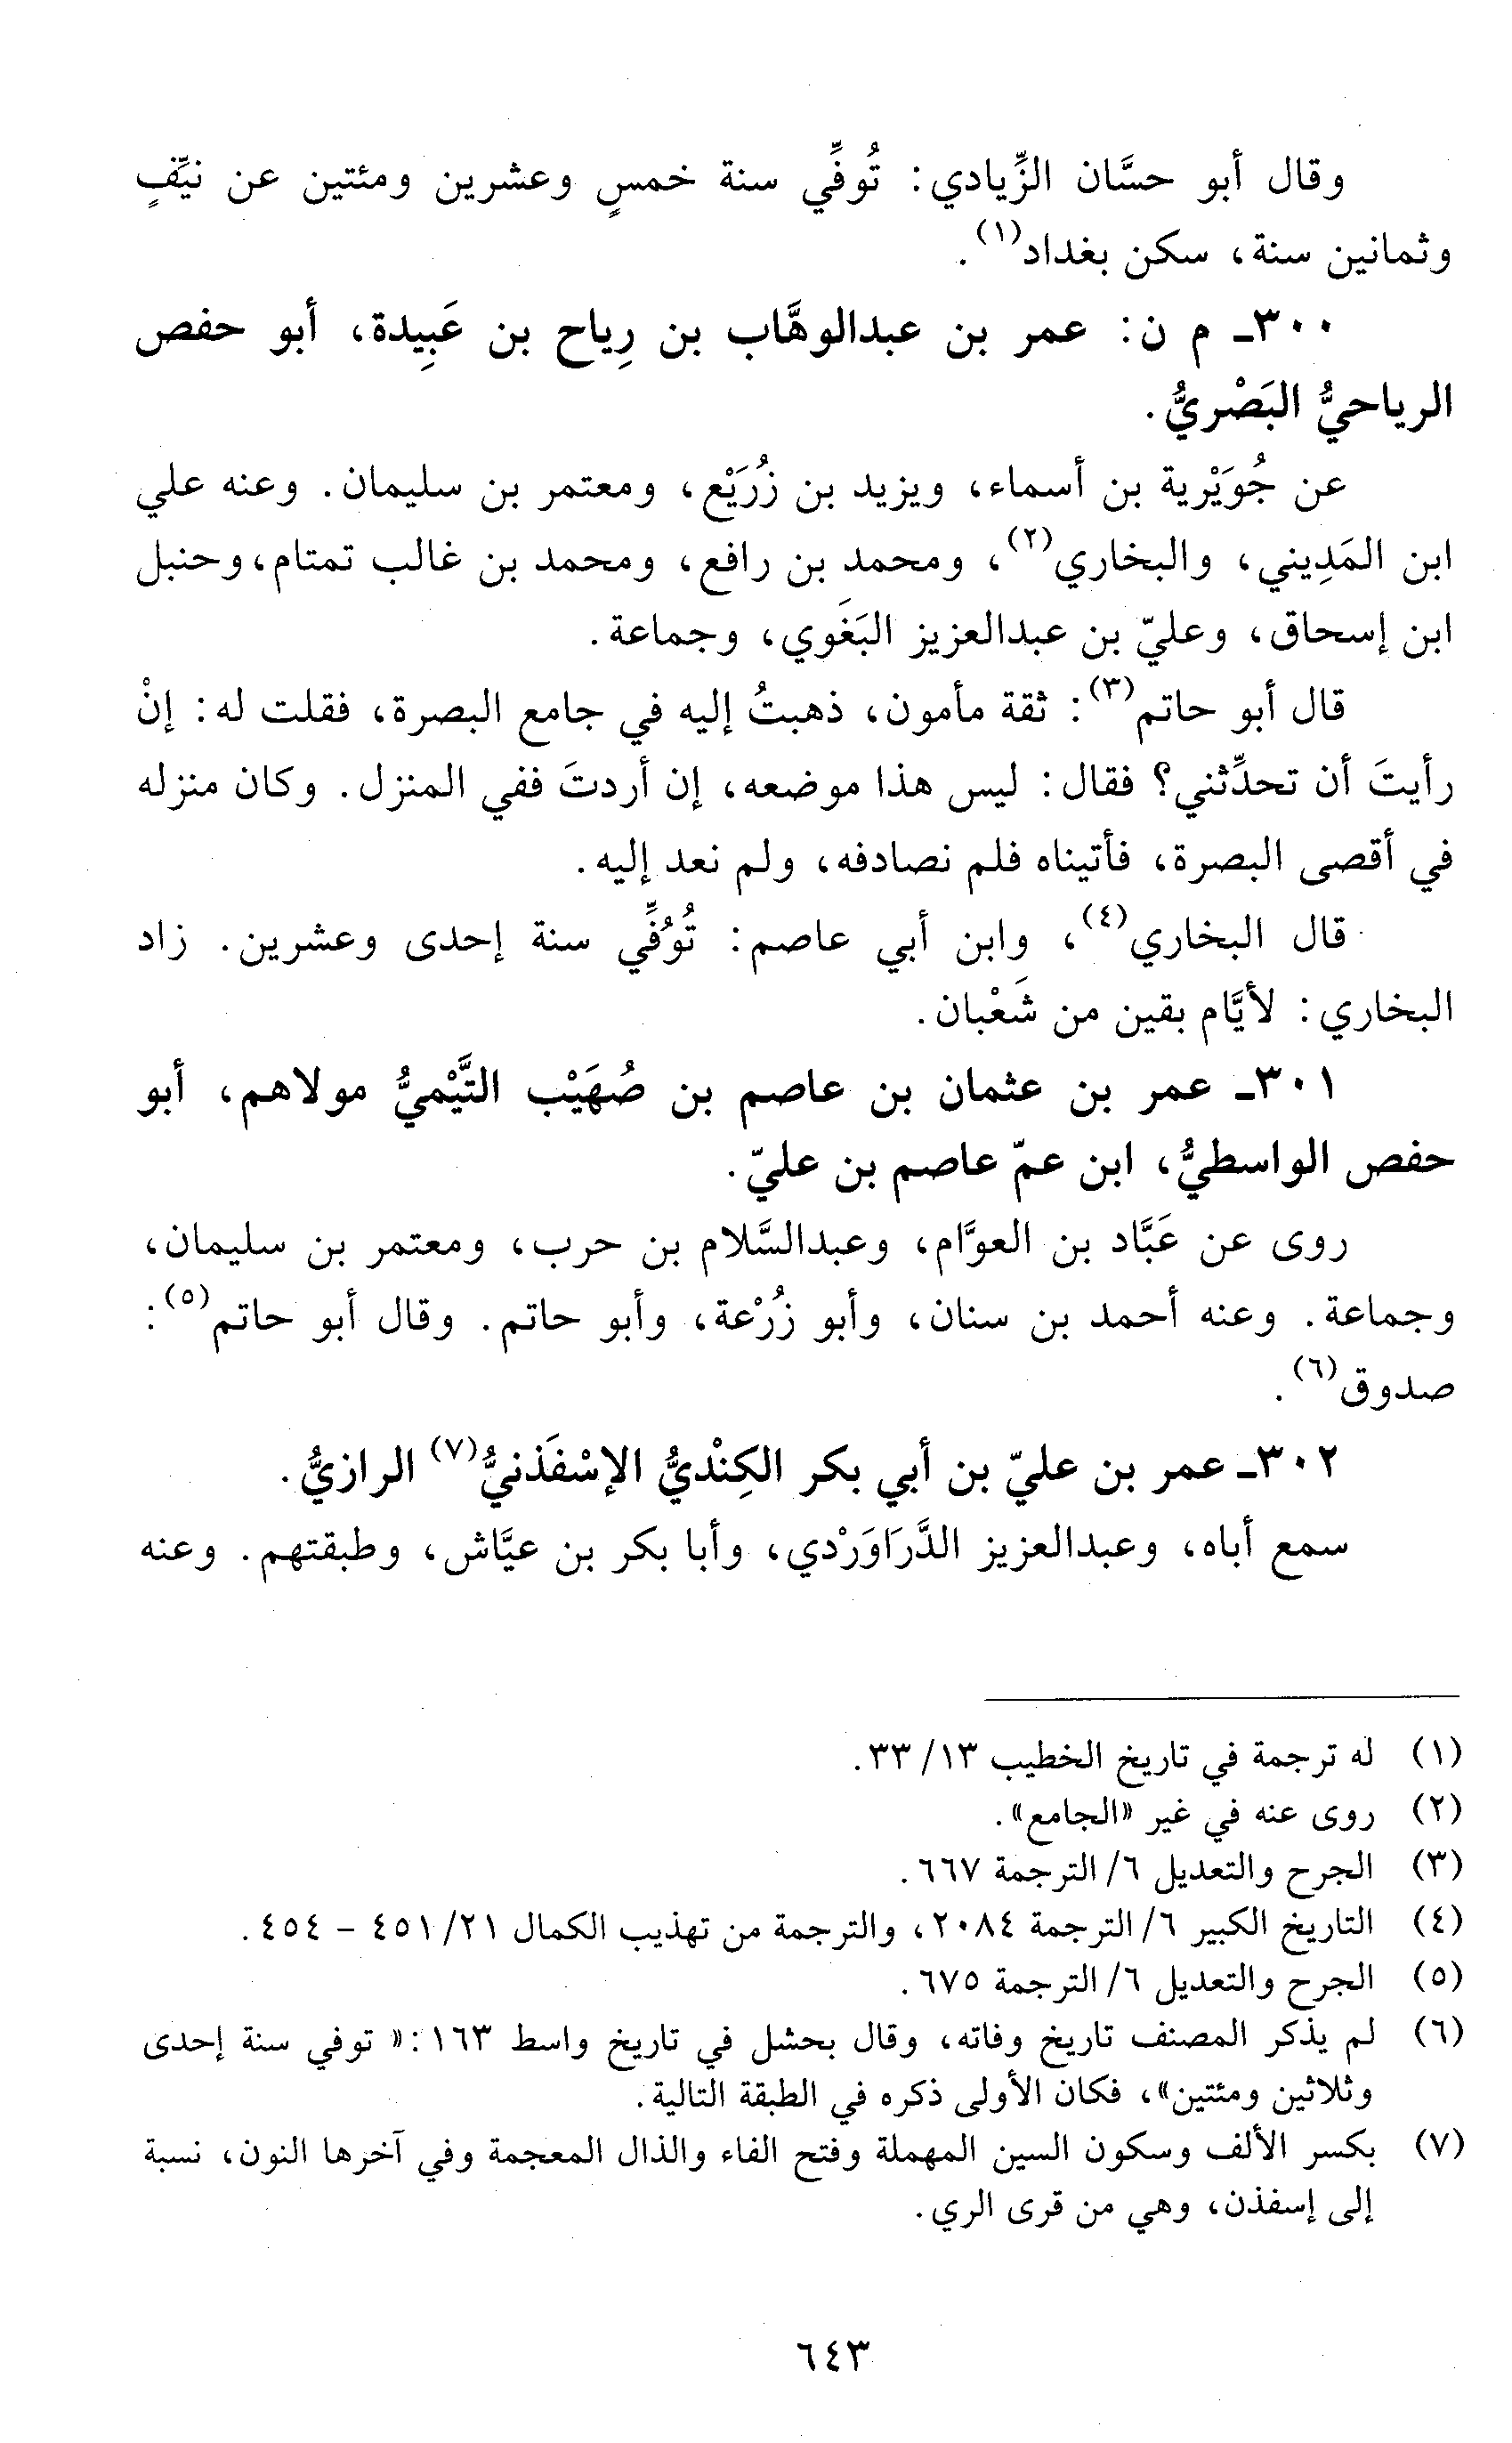 وقال أبو حسَّان الزِّيادي: تُوفِّي سنة خمسٍ وعشرين ومئتين عن نيِّفٍ
وثمانين سنة، سكن بغداد(١).
٣٠٠ـ م ن: عمر بن عبدالوهَّاب بن رِياح بن عَبِيدة، أبو حفص
الرياحيُّ البَصْريُّ.
عن جُوَيْرية بن أسماء، ويزيد بن زُرَيْع، ومعتمر بن سليمان. وعنه علي
ابن المَدِيني، والبخاري(٢)، ومحمد بن رافع، ومحمد بن غالب تمتام، وحنبل
ابن إسحاق، وعليّ بن عبدالعزيز البَغَوي، وجماعة.
قال أبو حاتم(٣): ثقة مأمون، ذهبتُ إليه في جامع البصرة، فقلت له: إنْ
رأيتَ أن تحدِّثني؟ فقال: ليس هذا موضعه، إن أردتَ ففي المنزل. وكان منزله
في أقصى البصرة، فأتيناه فلم نصادفه، ولم نعد إليه.
قال البخاري(٤)، وابن أبي عاصم: تُوُفِّي سنة إحدى وعشرين. زاد
البخاري: لأيَّام بقين من شَعْبان.
٣٠١ـ عمر بن عثمان بن عاصم بن صُهَيْب التَّيْميُّ مولاهم، أبو
حفص الواسطيُّ، ابن عمّ عاصم بن عليّ.
روى عن عَبَّاد بن العوَّام، وعبدالسَّلام بن حرب، ومعتمر بن سليمان،
وجماعة. وعنه أحمد بن سنان، وأبو زُرْعة، وأبو حاتم. وقال أبو حاتم(٥):
صدوق(٦).
٣٠٢ـ عمر بن عليّ بن أبي بكر الكِنْديُّ الإسْفَذنيُّ(٧) الرازيُّ.
سمع أباه، وعبدالعزيز الدَّرَاوَرْدي، وأبا بكر بن عيَّاش، وطبقتهم. وعنه
(١) له ترجمة في تاريخ الخطيب ١٣/ ٣٣.
(٢) روى عنه في غير «الجامع».
(٣) الجرح والتعديل ٦/ الترجمة ٦٦٧.
(٤) التاريخ الكبير ٦/ الترجمة ٢٠٨٤، والترجمة من تهذيب الكمال ٢١/ ٤٥١ – ٤٥٤.
(٥) الجرح والتعديل ٦/ الترجمة ٦٧٥.
(٦) لم يذكر المصنف تاريخ وفاته، وقال بحشل في تاريخ واسط ١٦٣: «توفي سنة إحدى
وثلاثين ومئتين»، فكان الأولى ذكره في الطبقة التالية.
(٧) بكسر الألف وسكون السين المهملة وفتح الفاء والذال المعجمة وفي آخرها النون، نسبة
إلى إسفذن، وهي من قرى الري.
٦٤٣